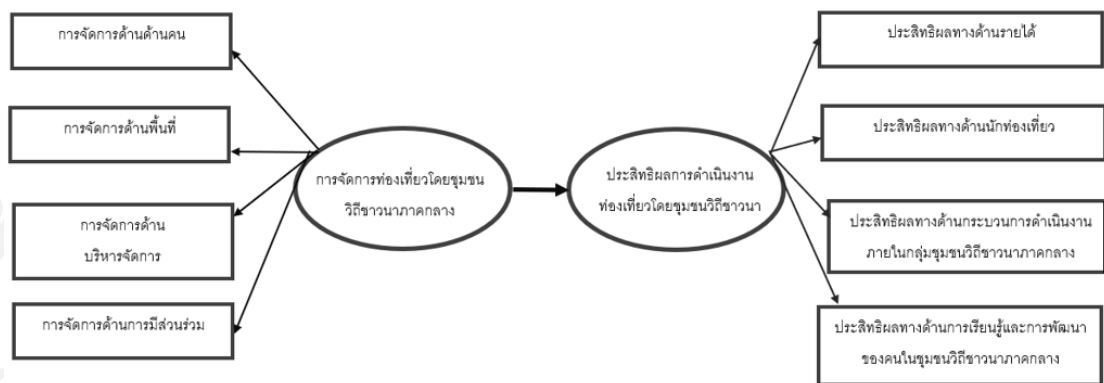 การจัดการด้านด้านคน
การจัดการด้านพื้นที่
การจัดการด้าน
บริหารจัดการ
การจัดการด้านการมีส่วนร่วม
การจัดการท่องเที่ยวโดยชุมชน
วิถีชาวนาภาคกลาง
ประสิทธิผลการดำเนินงาน
ท่องเที่ยวโดยชุมชนวิถีชาวนา
ประสิทธิผลทางด้านรายได้
ประสิทธิผลทางด้านนักท่องเที่ยว
ประสิทธิผลทางด้านกระบวนการดำเนินงาน
ภายในกลุ่มชุมชนวิถีชาวนาภาคกลาง
ประสิทธิผลทางด้านการเรียนรู้และการพัฒนา
ของคนในชุมชนวิถีชาวนาภาคกลาง